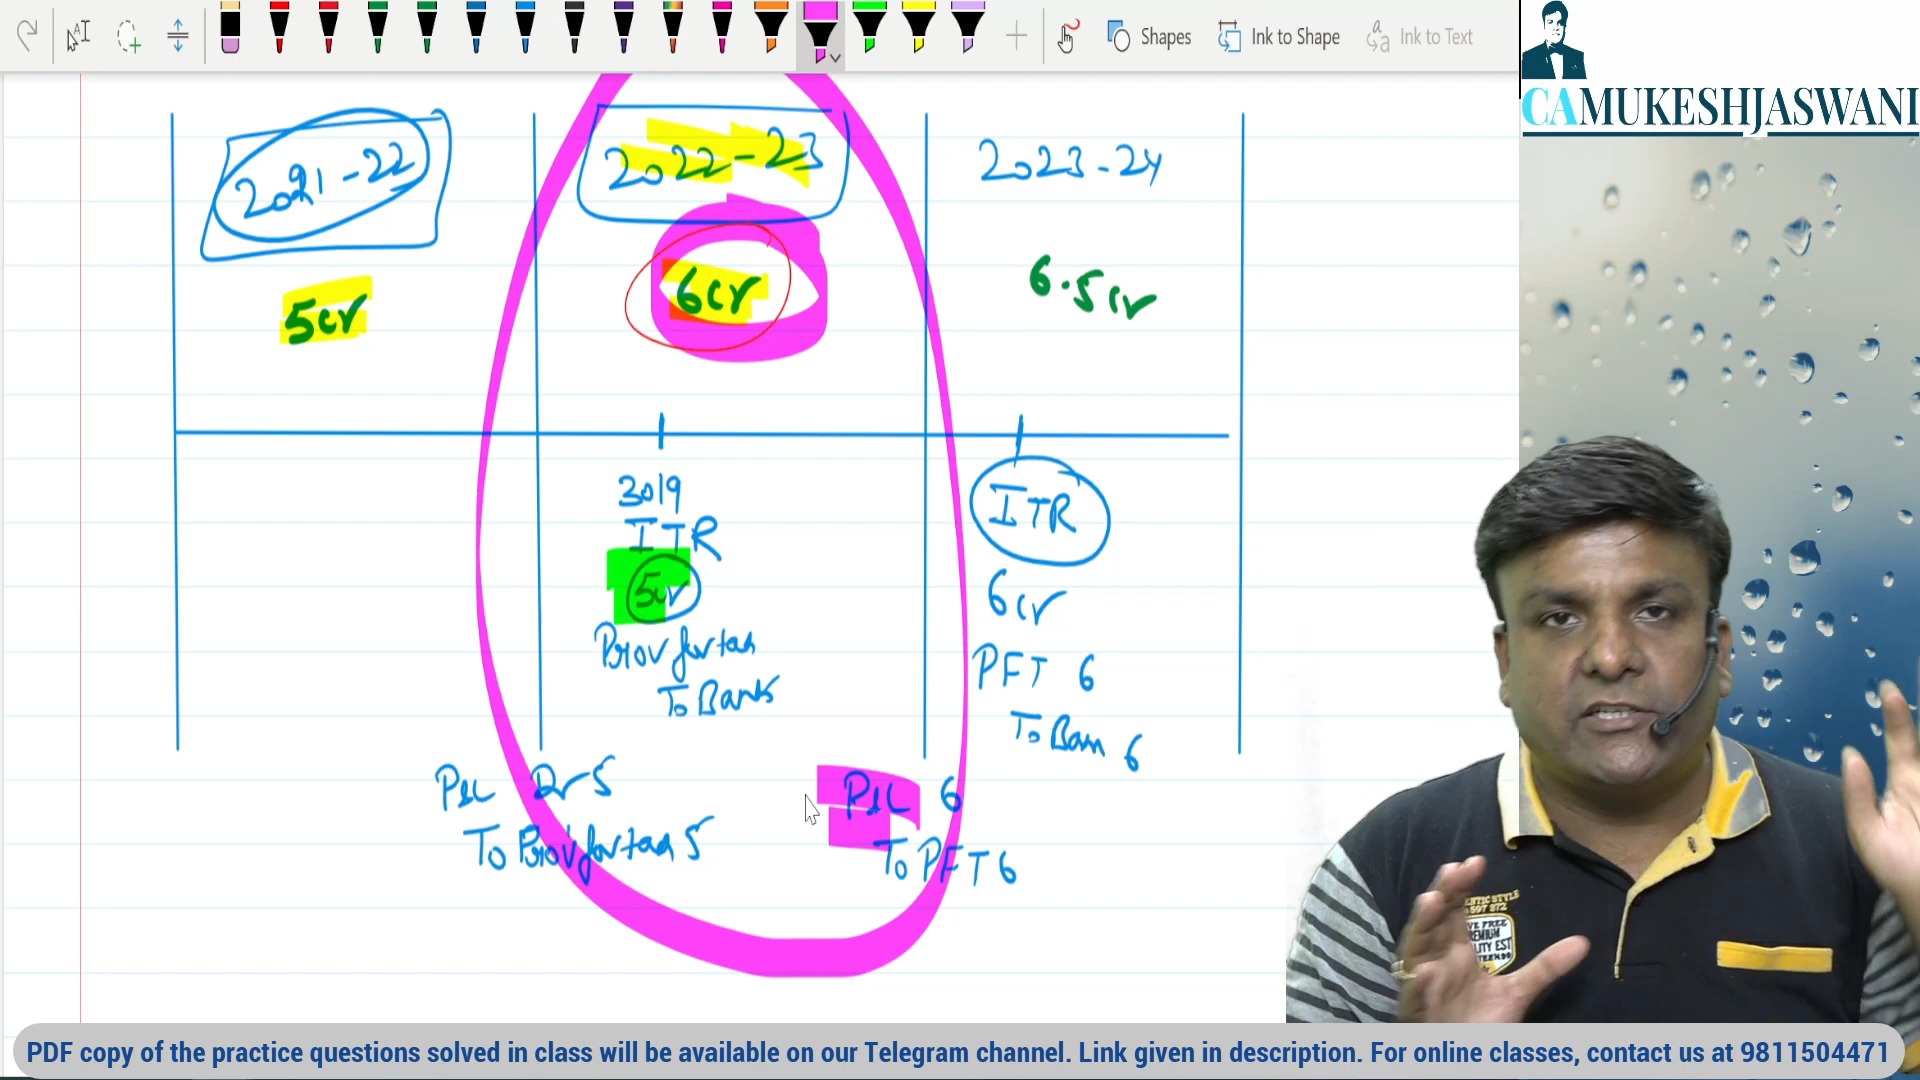 Shapes
Ink to Shape
Ink to Text
CAMUKESHJASWANI
2021-22
2022-23
2023-24
5cr
6cr
6.5cr
30/9
ITR
5cr
Prov for tax
To Bank
ITR
6cr
PFT 6
To Bank 6
P&L Dr 5
To Prov for tax 5
P&L 6
To PFT 6
PDF copy of the practice questions solved in class will be available on our Telegram channel. Link given in description. For online classes, contact us at 9811504471